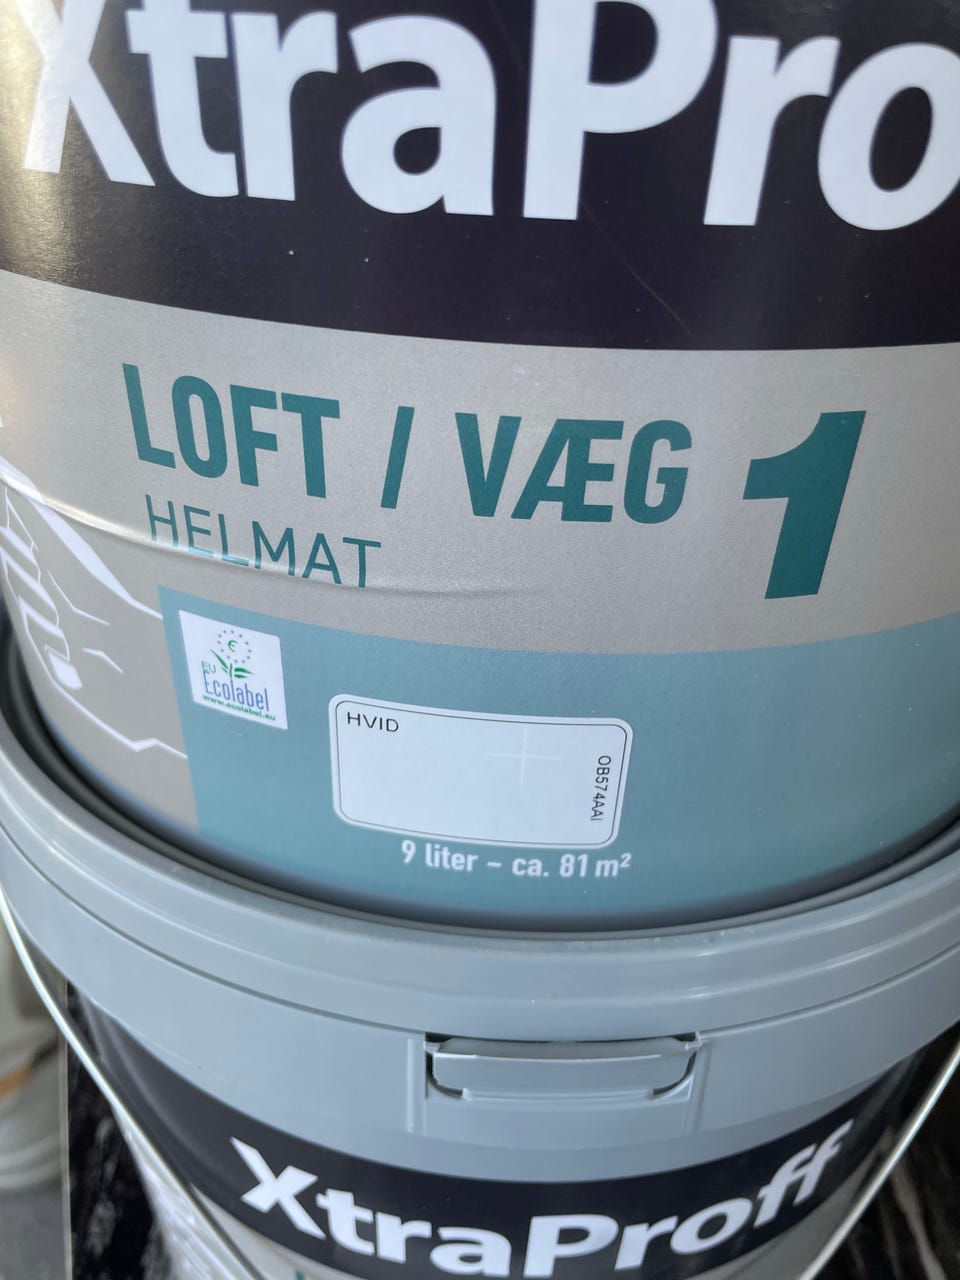 XtraPro
LOFT / VÆG 1
HELMAT
EU
Ecolabel
www.ecolabel.eu
HVID
OB574AAI
9 liter – ca. 81 m²
XtraProff